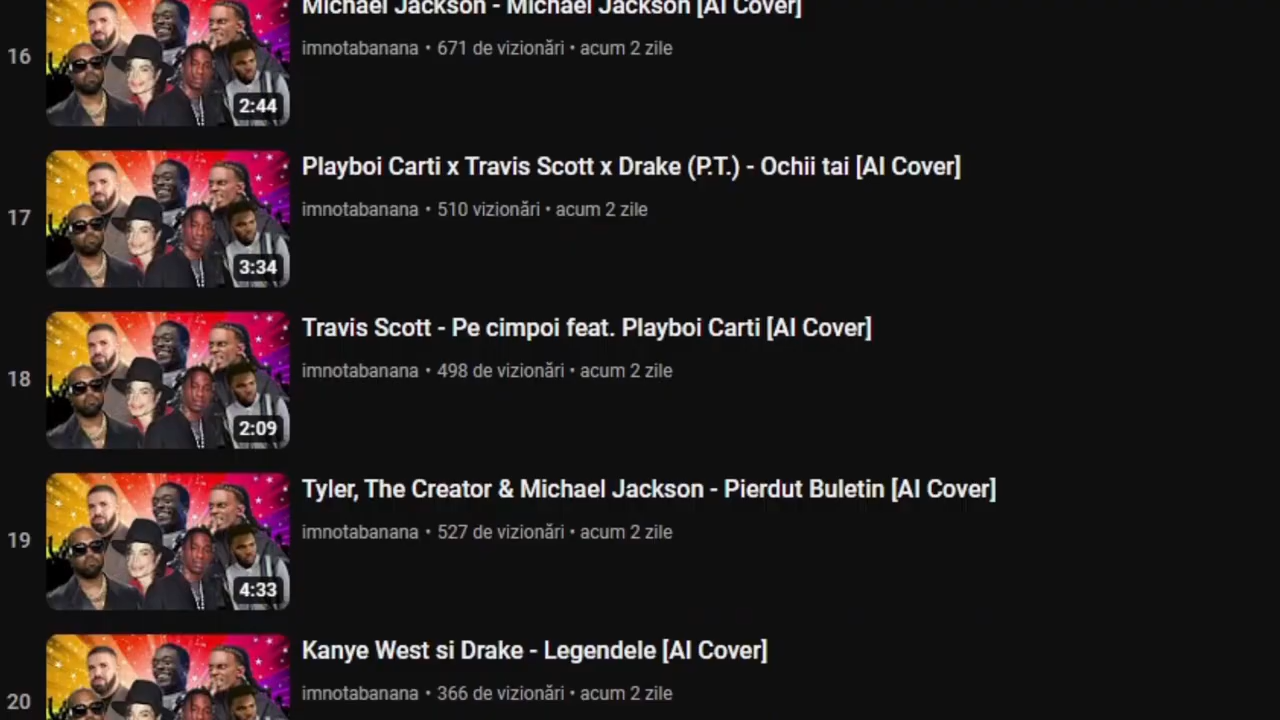 Michael Jackson - Michael Jackson [AI Cover]
16
imnotabanana • 671 de vizionări • acum 2 zile
2:44
Playboi Carti x Travis Scott x Drake (P.T.) - Ochii tai [AI Cover]
17
imnotabanana • 510 vizionări • acum 2 zile
3:34
Travis Scott - Pe cimpoi feat. Playboi Carti [AI Cover]
18
imnotabanana • 498 de vizionări • acum 2 zile
2:09
Tyler, The Creator & Michael Jackson - Pierdut Buletin [AI Cover]
19
imnotabanana • 527 de vizionări • acum 2 zile
4:33
Kanye West si Drake - Legendele [AI Cover]
20
imnotabanana • 366 de vizionări • acum 2 zile